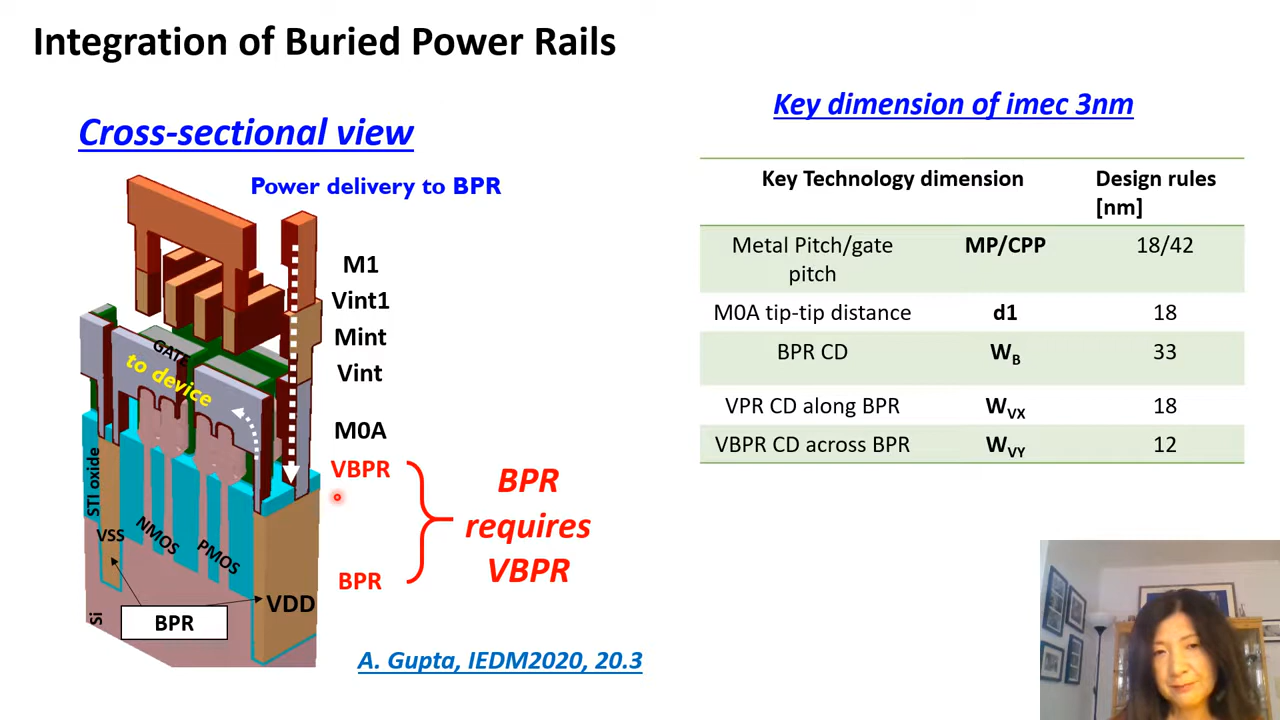 Integration of Buried Power Rails
Cross-sectional view
Power delivery to BPR
M1
Vint1
Mint
Vint
M0A
VBPR
BPR
GATE
to device
STI oxide
VSS
NMOS
PMOS
VDD
Si
BPR
BPR
requires
VBPR
A. Gupta, IEDM2020, 20.3
Key dimension of imec 3nm
Key Technology dimension Design rules
[nm]
Metal Pitch/gate MP/CPP 18/42
pitch
M0A tip-tip distance d1 18
BPR CD W_B 33
VPR CD along BPR W_VX 18
VBPR CD across BPR W_VY 12